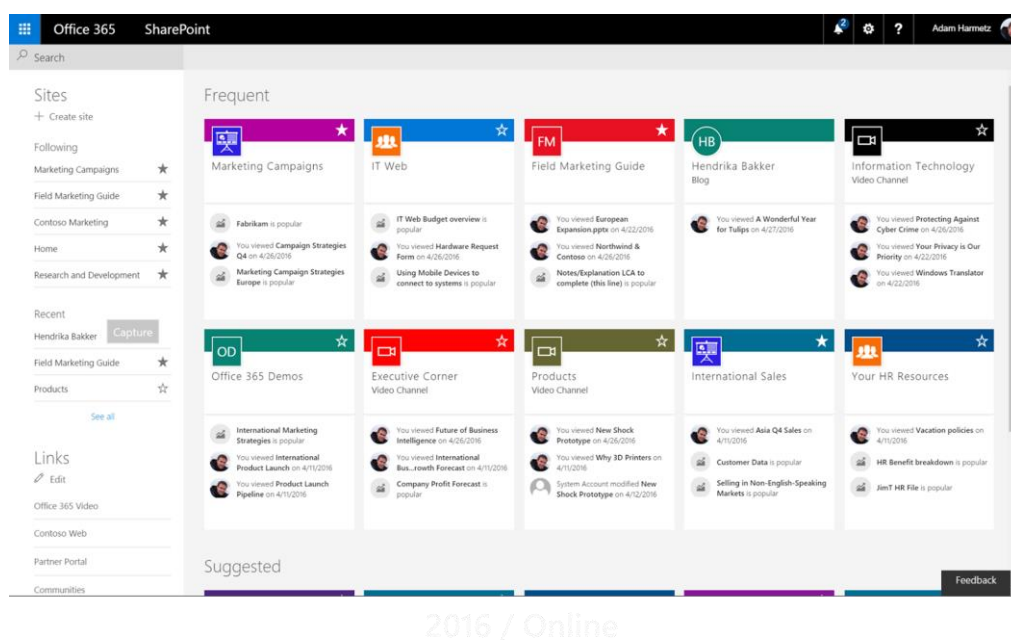 Office 365
SharePoint
2
?
Adam Harmetz
Search
Sites
+ Create site
Following
Marketing Campaigns
Field Marketing Guide
Contoso Marketing
Home
Research and Development
Recent
Hendrika Bakker
Capture
Field Marketing Guide
Products
See all
Links
Edit
Office 365 Video
Contoso Web
Partner Portal
Communities
Frequent
Marketing Campaigns
Fabrikam is popular
You viewed Campaign Strategies
Q4 on 4/26/2016
Marketing Campaign Strategies
Europe is popular
IT Web
IT Web Budget overview is
popular
You viewed Hardware Request
Form on 4/26/2016
Using Mobile Devices to
connect to systems is popular
FM
Field Marketing Guide
You viewed European
Expansion.pptx on 4/22/2016
You viewed Northwind &
Contoso on 4/26/2016
Notes/Explanation LCA to
complete (this line) is popular
HB
Hendrika Bakker
Blog
You viewed A Wonderful Year
for Tulips on 4/27/2016
Information Technology
Video Channel
You viewed Protecting Against
Cyber Crime on 4/26/2016
You viewed Your Privacy is Our
Priority on 4/22/2016
You viewed Windows Translator
on 4/22/2016
OD
Office 365 Demos
International Marketing
Strategies is popular
You viewed International
Product Launch on 4/11/2016
You viewed Product Launch
Pipeline on 4/11/2016
Executive Corner
Video Channel
You viewed Future of Business
Intelligence on 4/26/2016
You viewed International
Bus...rowth Forecast on 4/11/2016
Company Profit Forecast is
popular
Products
Video Channel
You viewed New Shock
Prototype on 4/26/2016
You viewed Why 3D Printers on
4/11/2016
System Account modified New
Shock Prototype on 4/12/2016
International Sales
You viewed Asia Q4 Sales on
4/11/2016
Customer Data is popular
Selling in Non-English-Speaking
Markets is popular
Your HR Resources
You viewed Vacation policies on
4/11/2016
HR Benefit breakdown is popular
JimT HR File is popular
Suggested
Feedback
2016 / Online